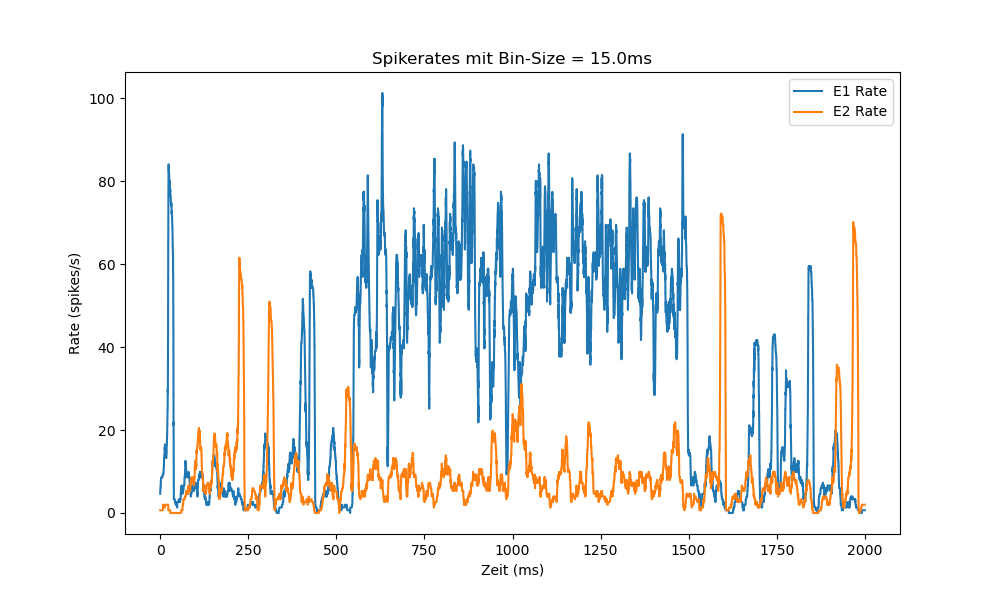 Spikerates mit Bin-Size = 15.0ms
E1 Rate
E2 Rate
Rate (spikes/s)
100
80
60
40
20
0
0 250 500 750 1000 1250 1500 1750 2000
Zeit (ms)